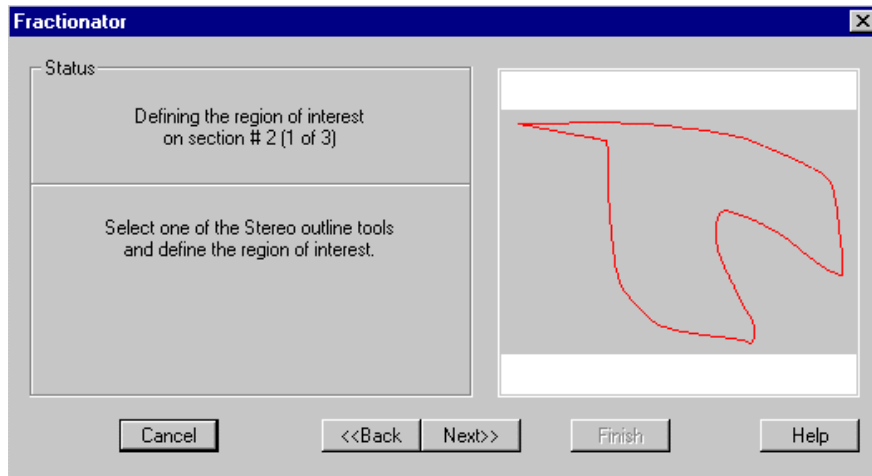 Fractionator
Status
Defining the region of interest
on section # 2 (1 of 3)
Select one of the Stereo outline tools
and define the region of interest.
Cancel
<<Back
Next>>
Finish
Help